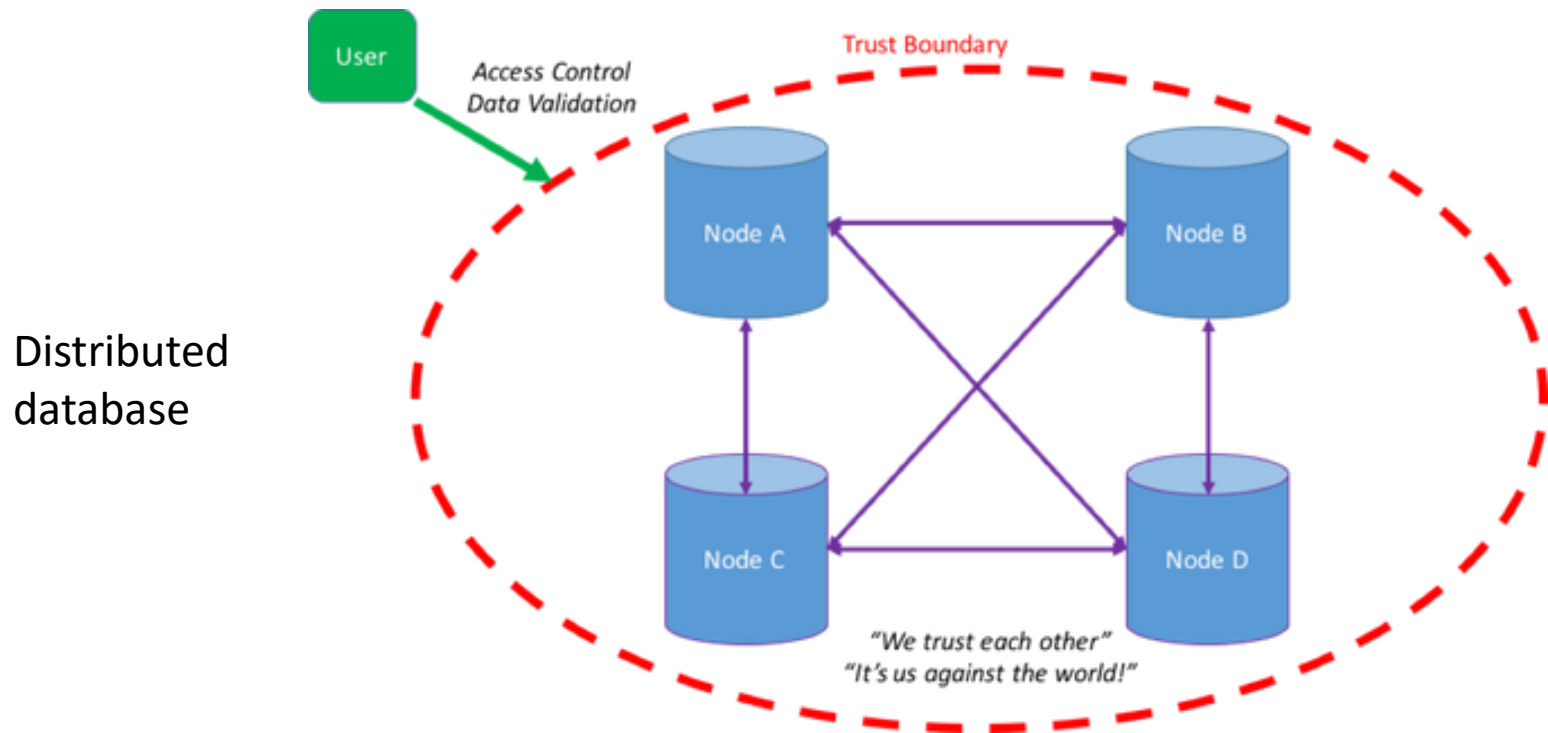 User
Trust Boundary
Access Control
Data Validation
Node A
Node B
Distributed
database
Node C
Node D
“We trust each other”
“It’s us against the world!”